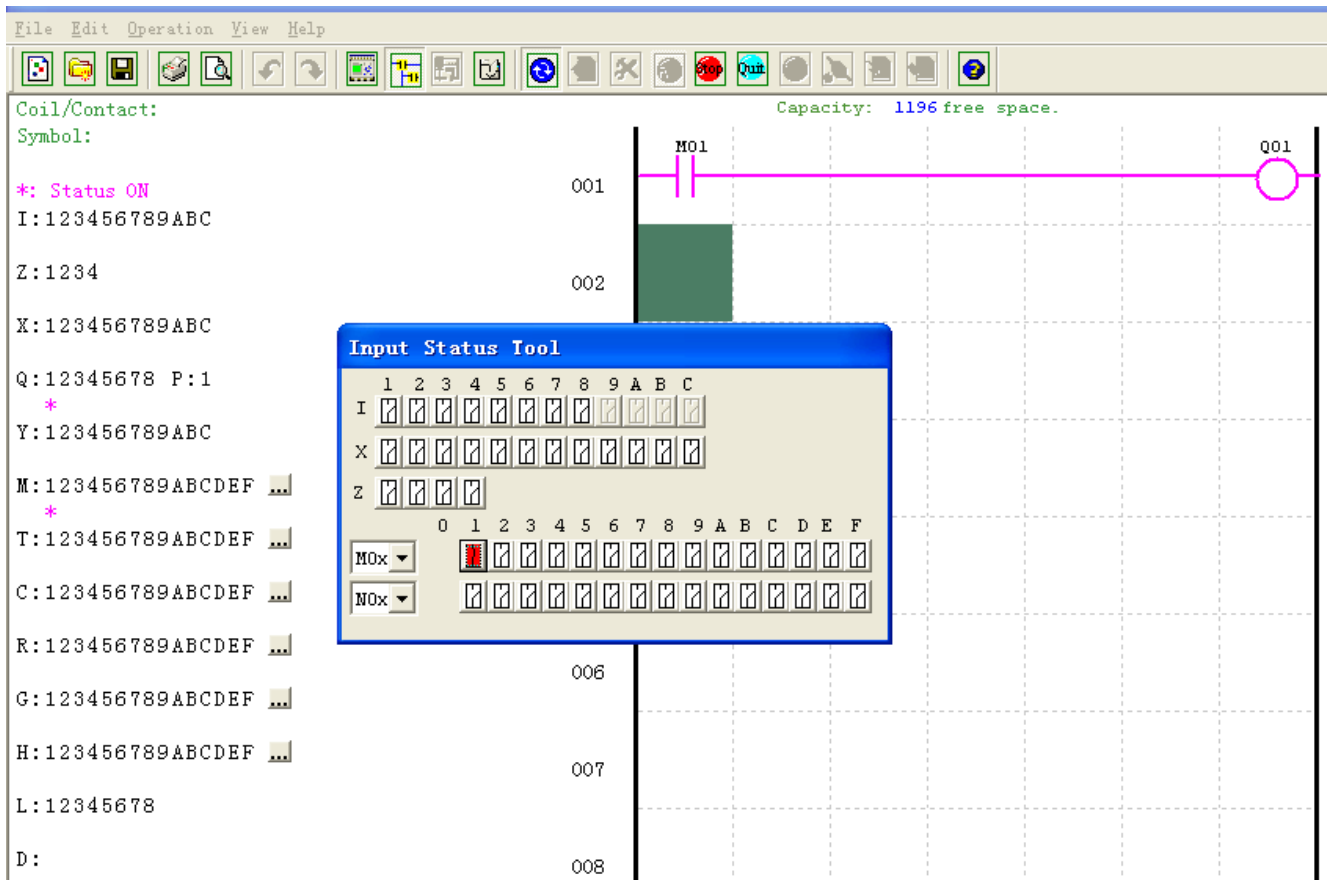 File Edit Operation View Help
Stop Quit
Coil/Contact:
Capacity: 1196 free space.
Symbol:
M01 Q01
*: Status ON
001
I:123456789ABC
Z:1234
002
X:123456789ABC
Input Status Tool
Q:12345678 P:1
*
Y:123456789ABC
M:123456789ABCDEF ...
*
T:123456789ABCDEF ...
C:123456789ABCDEF ...
R:123456789ABCDEF ...
G:123456789ABCDEF ...
H:123456789ABCDEF ...
L:12345678
D:
1 2 3 4 5 6 7 8 9 A B C
I
X
Z
0 1 2 3 4 5 6 7 8 9 A B C D E F
M0x
N0x
006
007
008